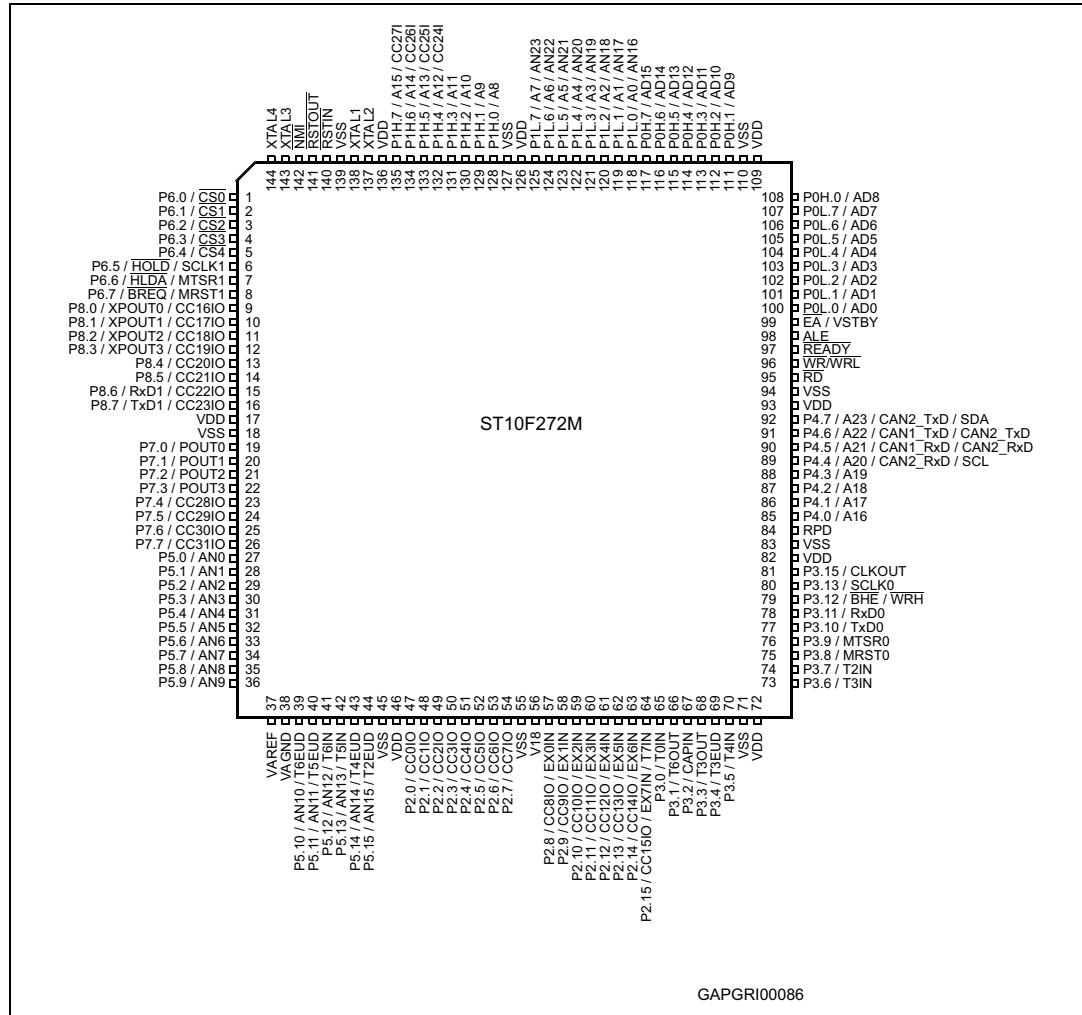 XTAL4
XTAL3
NMI
RSTOUT
RSTIN
VSS
XTAL1
XTAL2
VDD
P1H.7 / A15 / CC27I
P1H.6 / A14 / CC26I
P1H.5 / A13 / CC25I
P1H.4 / A12 / CC24I
P1H.3 / A11
P1H.2 / A10
P1H.1 / A9
P1H.0 / A8
VSS
VDD
P1L.7 / A7 / AN23
P1L.6 / A6 / AN22
P1L.5 / A5 / AN21
P1L.4 / A4 / AN20
P1L.3 / A3 / AN19
P1L.2 / A2 / AN18
P1L.1 / A1 / AN17
P1L.0 / A0 / AN16
P0H.7 / AD15
P0H.6 / AD14
P0H.5 / AD13
P0H.4 / AD12
P0H.3 / AD11
P0H.2 / AD10
P0H.1 / AD9
VSS
VDD
144
143
142
141
140
139
138
137
136
135
134
133
132
131
130
129
128
127
126
125
124
123
122
121
120
119
118
117
116
115
114
113
112
111
110
109
P6.0 / CS0 1
P6.1 / CS1 2
P6.2 / CS2 3
P6.3 / CS3 4
P6.4 / CS4 5
P6.5 / HOLD / SCLK1 6
P6.6 / HLDA / MTSR1 7
P6.7 / BREQ / MRST1 8
P8.0 / XPOUT0 / CC16IO 9
P8.1 / XPOUT1 / CC17IO 10
P8.2 / XPOUT2 / CC18IO 11
P8.3 / XPOUT3 / CC19IO 12
P8.4 / CC20IO 13
P8.5 / CC21IO 14
P8.6 / RxD1 / CC22IO 15
P8.7 / TxD1 / CC23IO 16
VDD 17
VSS 18
P7.0 / POUT0 19
P7.1 / POUT1 20
P7.2 / POUT2 21
P7.3 / POUT3 22
P7.4 / CC28IO 23
P7.5 / CC29IO 24
P7.6 / CC30IO 25
P7.7 / CC31IO 26
P5.0 / AN0 27
P5.1 / AN1 28
P5.2 / AN2 29
P5.3 / AN3 30
P5.4 / AN4 31
P5.5 / AN5 32
P5.6 / AN6 33
P5.7 / AN7 34
P5.8 / AN8 35
P5.9 / AN9 36
ST10F272M
108 P0H.0 / AD8
107 P0L.7 / AD7
106 P0L.6 / AD6
105 P0L.5 / AD5
104 P0L.4 / AD4
103 P0L.3 / AD3
102 P0L.2 / AD2
101 P0L.1 / AD1
100 P0L.0 / AD0
99 EA / VSTBY
98 ALE
97 READY
96 WR/WRL
95 RD
94 VSS
93 VDD
92 P4.7 / A23 / CAN2_TxD / SDA
91 P4.6 / A22 / CAN1_TxD / CAN2_TxD
90 P4.5 / A21 / CAN1_RxD / CAN2_RxD
89 P4.4 / A20 / CAN2_RxD / SCL
88 P4.3 / A19
87 P4.2 / A18
86 P4.1 / A17
85 P4.0 / A16
84 RPD
83 VSS
82 VDD
81 P3.15 / CLKOUT
80 P3.13 / SCLK0
79 P3.12 / BHE / WRH
78 P3.11 / RxD0
77 P3.10 / TxD0
76 P3.9 / MTSR0
75 P3.8 / MRST0
74 P3.7 / T2IN
73 P3.6 / T3IN
37
38
39
40
41
42
43
44
45
46
47
48
49
50
51
52
53
54
55
56
57
58
59
60
61
62
63
64
65
66
67
68
69
70
71
72
VAREF
VAGND
P5.10 / AN10 / T6EUD
P5.11 / AN11 / T5EUD
P5.12 / AN12 / T6IN
P5.13 / AN13 / T5IN
P5.14 / AN14 / T4EUD
P5.15 / AN15 / T2EUD
VSS
VDD
P2.0 / CC0IO
P2.1 / CC1IO
P2.2 / CC2IO
P2.3 / CC3IO
P2.4 / CC4IO
P2.5 / CC5IO
P2.6 / CC6IO
P2.7 / CC7IO
VSS
V18
P2.8 / CC8IO / EX0IN
P2.9 / CC9IO / EX1IN
P2.10 / CC10IO / EX2IN
P2.11 / CC11IO / EX3IN
P2.12 / CC12IO / EX4IN
P2.13 / CC13IO / EX5IN
P2.14 / CC14IO / EX6IN
P2.15 / CC15IO / EX7IN / T7IN
P3.0 / T0IN
P3.1 / T6OUT
P3.2 / CAPIN
P3.3 / T3OUT
P3.4 / T3EUD
P3.5 / T4IN
VSS
VDD
GAPGRI00086